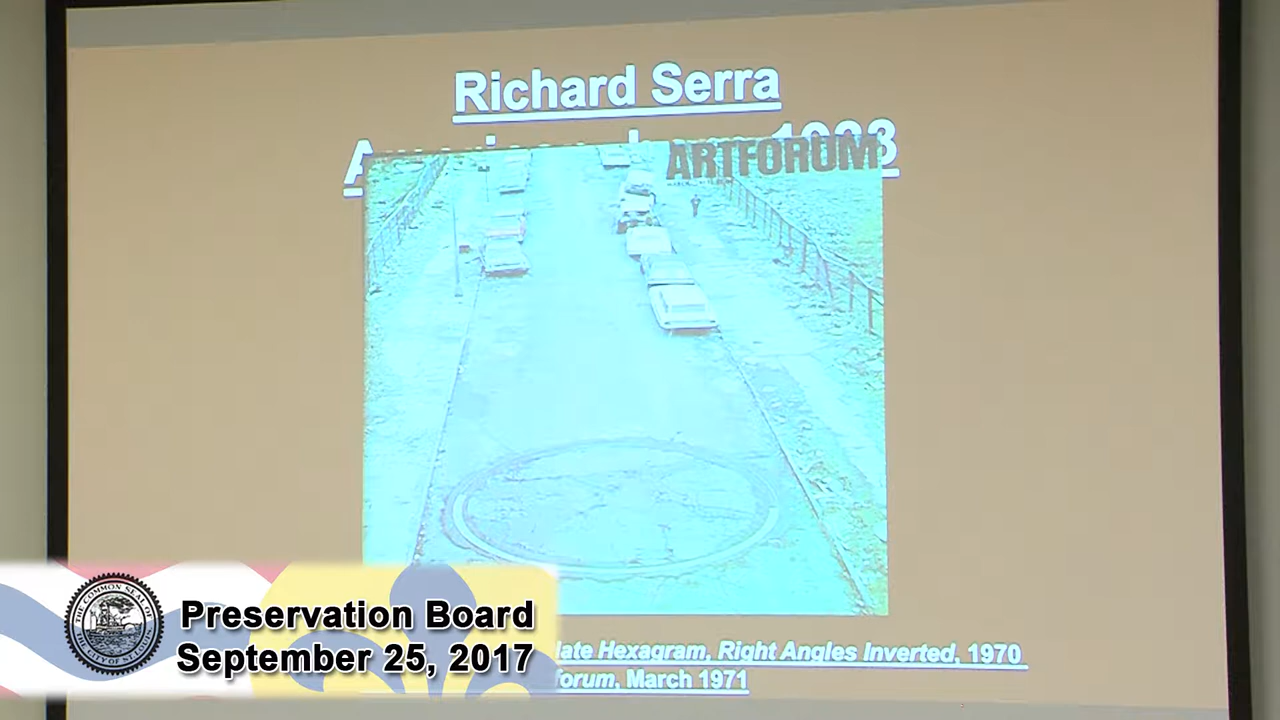 Richard Serra
ARTFORUM
Preservation Board
September 25, 2017
late Hexagram, Right Angles Inverted, 1970
forum, March 1971